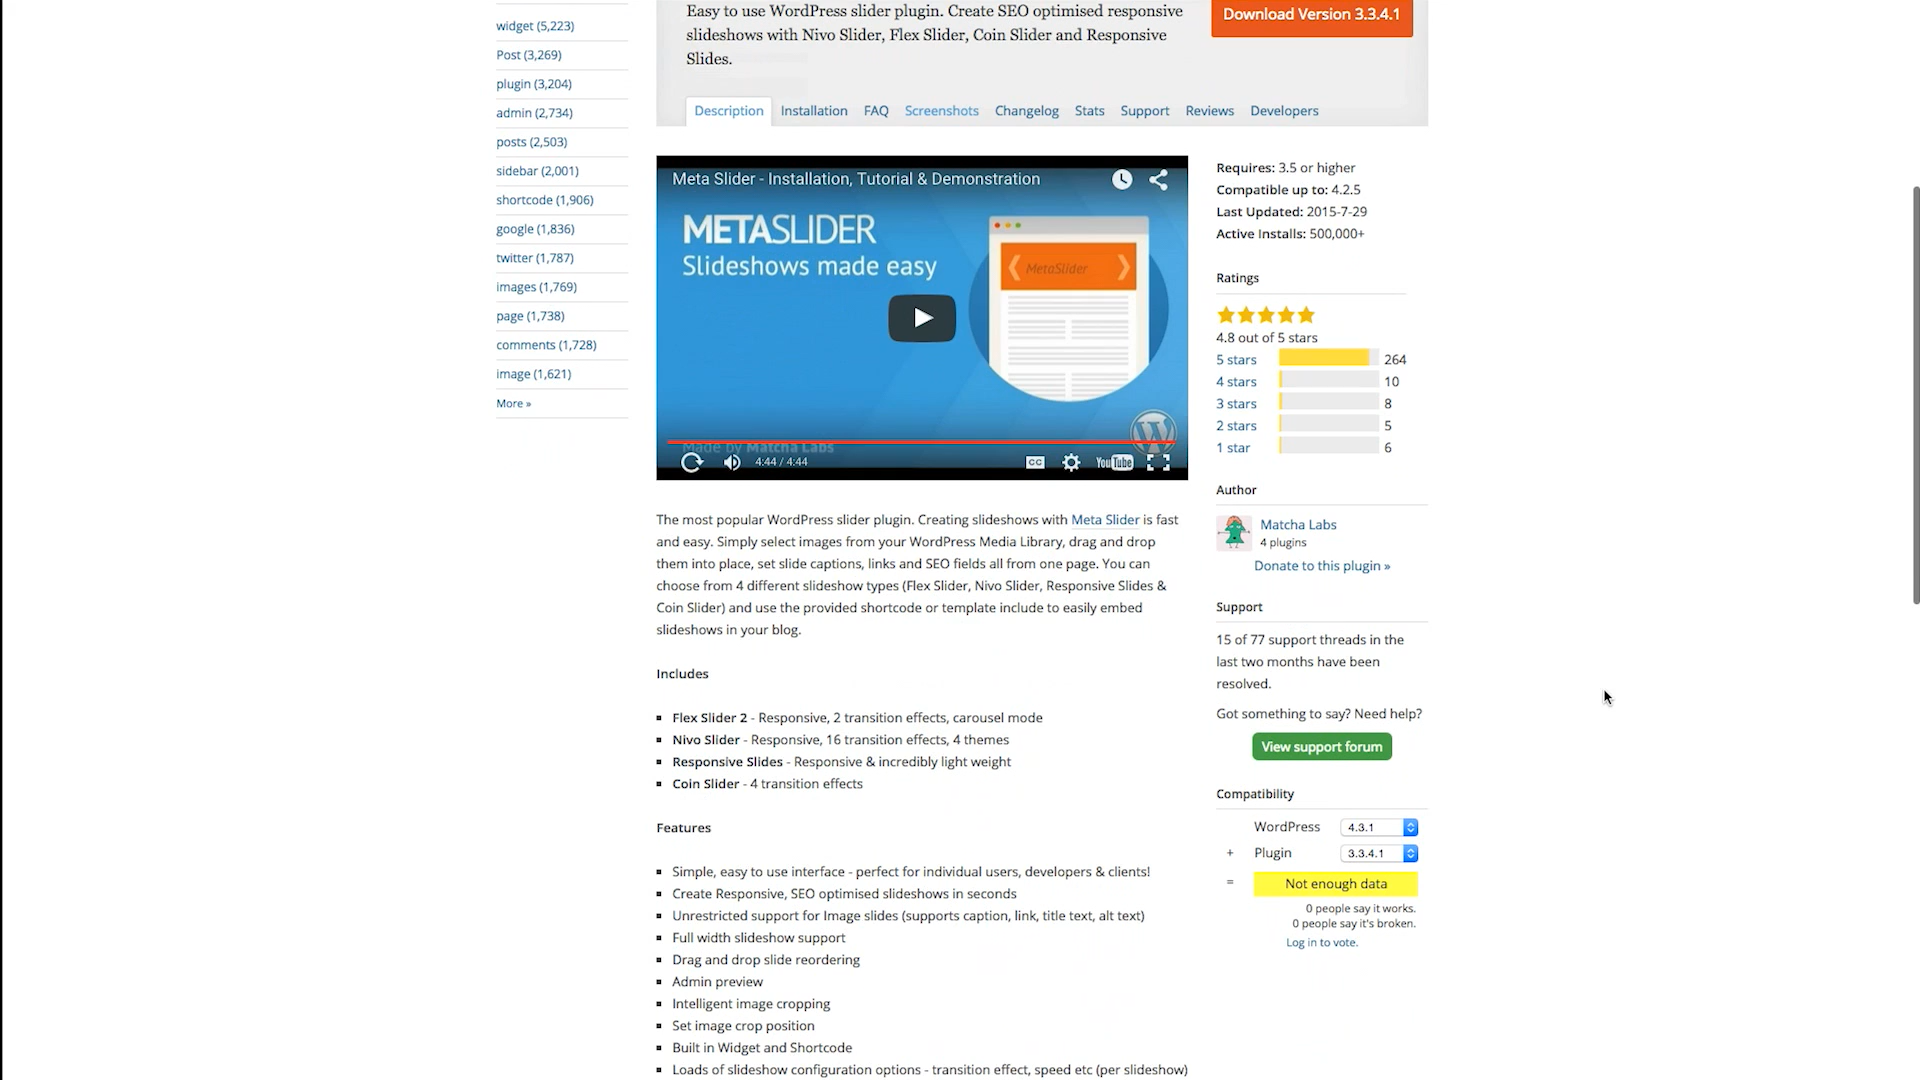 widget (5,223)
Post (3,269)
plugin (3,204)
admin (2,734)
posts (2,503)
sidebar (2,001)
shortcode (1,906)
google (1,836)
twitter (1,787)
images (1,769)
page (1,738)
comments (1,728)
image (1,621)
More »
Easy to use WordPress slider plugin. Create SEO optimised responsive
slideshows with Nivo Slider, Flex Slider, Coin Slider and Responsive
Slides.
Download Version 3.3.4.1
Description Installation FAQ Screenshots Changelog Stats Support Reviews Developers
Meta Slider - Installation, Tutorial & Demonstration
METASLIDER
Slideshows made easy
MetaSlider
Made by Matcha Labs
4:44 / 4:44
CC
YouTube
The most popular WordPress slider plugin. Creating slideshows with Meta Slider is fast
and easy. Simply select images from your WordPress Media Library, drag and drop
them into place, set slide captions, links and SEO fields all from one page. You can
choose from 4 different slideshow types (Flex Slider, Nivo Slider, Responsive Slides &
Coin Slider) and use the provided shortcode or template include to easily embed
slideshows in your blog.
Includes
Flex Slider 2 - Responsive, 2 transition effects, carousel mode
Nivo Slider - Responsive, 16 transition effects, 4 themes
Responsive Slides - Responsive & incredibly light weight
Coin Slider - 4 transition effects
Features
Simple, easy to use interface - perfect for individual users, developers & clients!
Create Responsive, SEO optimised slideshows in seconds
Unrestricted support for Image slides (supports caption, link, title text, alt text)
Full width slideshow support
Drag and drop slide reordering
Admin preview
Intelligent image cropping
Set image crop position
Built in Widget and Shortcode
Loads of slideshow configuration options - transition effect, speed etc (per slideshow)
Requires: 3.5 or higher
Compatible up to: 4.2.5
Last Updated: 2015-7-29
Active Installs: 500,000+
Ratings
4.8 out of 5 stars
5 stars 264
4 stars 10
3 stars 8
2 stars 5
1 star 6
Author
Matcha Labs
4 plugins
Donate to this plugin »
Support
15 of 77 support threads in the
last two months have been
resolved.
Got something to say? Need help?
View support forum
Compatibility
WordPress 4.3.1
+ Plugin 3.3.4.1
= Not enough data
0 people say it works.
0 people say it's broken.
Log in to vote.